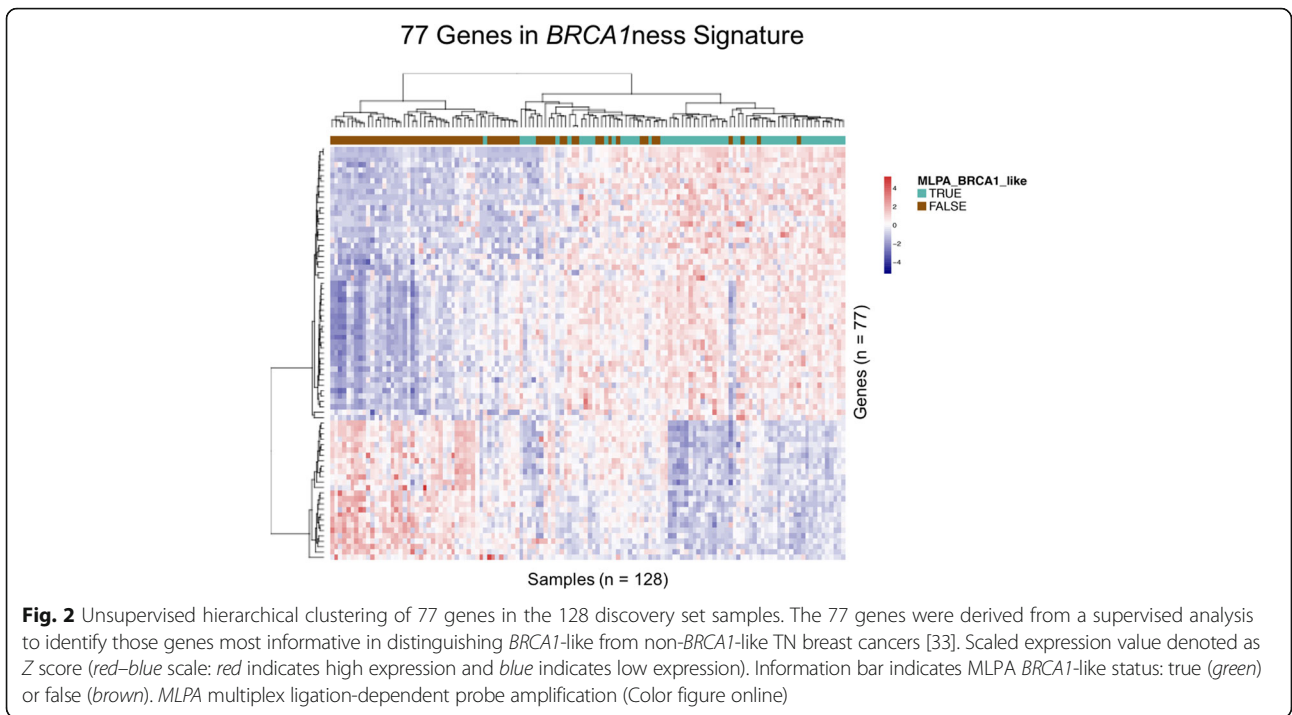 77 Genes in BRCA1ness Signature
MLPA_BRCA1_like
TRUE
FALSE
4
2
0
−2
−4
Genes (n = 77)
Samples (n = 128)
Fig. 2 Unsupervised hierarchical clustering of 77 genes in the 128 discovery set samples. The 77 genes were derived from a supervised analysis
to identify those genes most informative in distinguishing BRCA1-like from non-BRCA1-like TN breast cancers [33]. Scaled expression value denoted as
Z score (red–blue scale: red indicates high expression and blue indicates low expression). Information bar indicates MLPA BRCA1-like status: true (green)
or false (brown). MLPA multiplex ligation-dependent probe amplification (Color figure online)